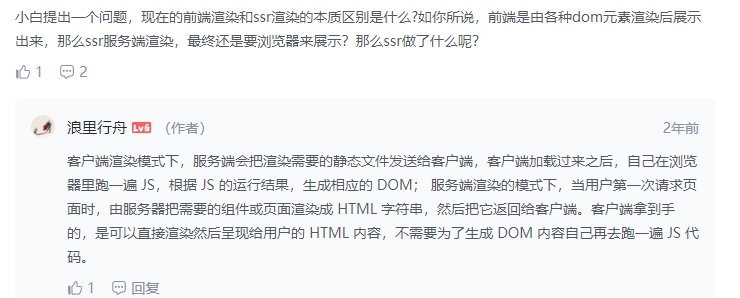 小白提出一个问题，现在的前端渲染和ssr渲染的本质区别是什么?如你所说，前端是由各种dom元素渲染后展示
出来，那么ssr服务端渲染，最终还是要浏览器来展示？那么ssr做了什么呢？
1 2
浪里行舟 Lv6 （作者） 2年前
客户端渲染模式下，服务端会把渲染需要的静态文件发送给客户端，客户端加载过来之后，自己在浏览
器里跑一遍 JS，根据 JS 的运行结果，生成相应的 DOM； 服务端渲染的模式下，当用户第一次请求页
面时，由服务器把需要的组件或页面渲染成 HTML 字符串，然后把它返回给客户端。客户端拿到手
的，是可以直接渲染然后呈现给用户的 HTML 内容，不需要为了生成 DOM 内容自己再去跑一遍 JS 代
码。
1 回复